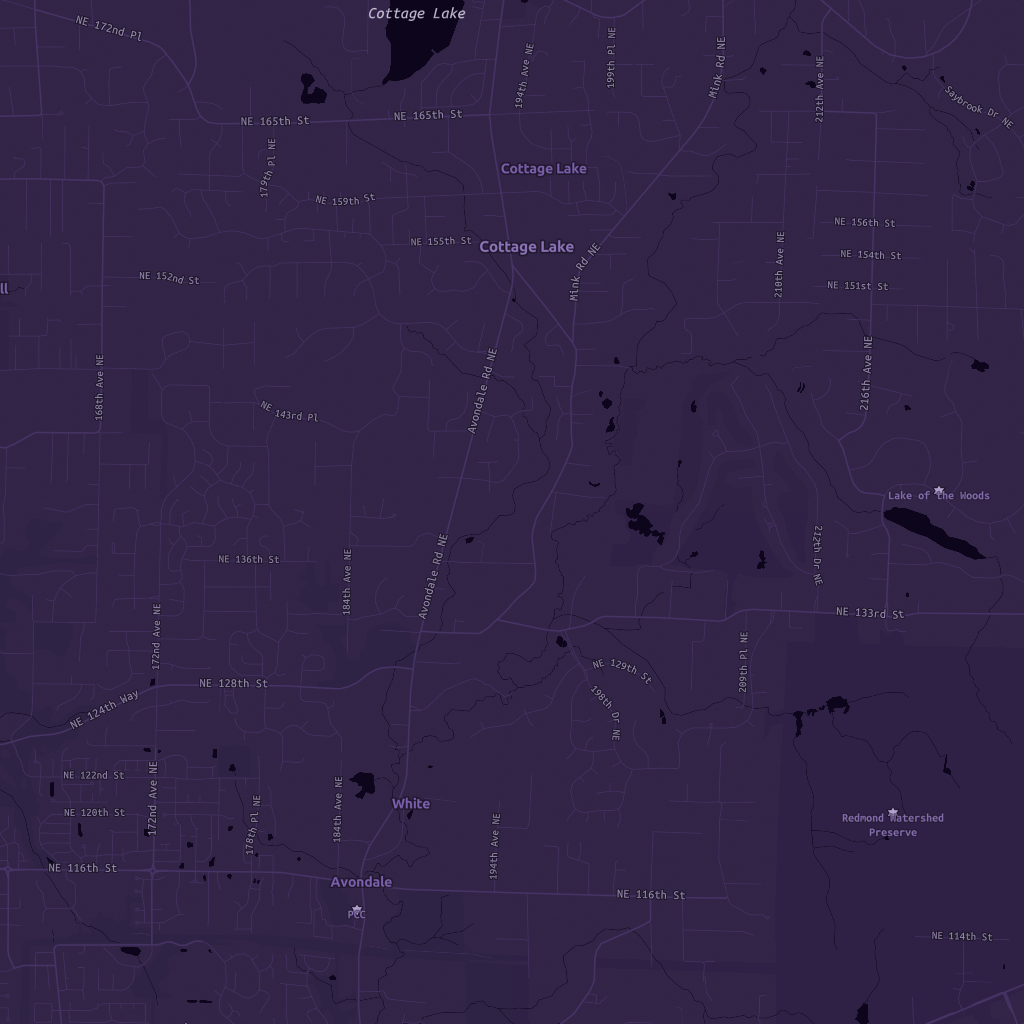 Cottage Lake
NE 172nd Pl
194th Ave NE
199th Pl NE
Mink Rd NE
212th Ave NE
Saybrook Dr NE
NE 165th St
NE 165th St
179th Pl NE
Cottage Lake
NE 159th St
NE 156th St
NE 155th St
Cottage Lake
NE 154th St
210th Ave NE
Mink Rd NE
NE 152nd St
ll
NE 151st St
168th Ave NE
Avondale Rd NE
216th Ave NE
NE 143rd Pl
Lake of the Woods
NE 136th St
184th Ave NE
Avondale Rd NE
212th Dr NE
172nd Ave NE
NE 133rd St
209th Pl NE
NE 129th St
NE 128th St
198th Dr NE
NE 124th Way
NE 122nd St
172nd Ave NE
White
184th Ave NE
NE 120th St
178th Pl NE
Redmond Watershed
Preserve
194th Ave NE
NE 116th St
Avondale
NE 116th St
PCC
NE 114th St